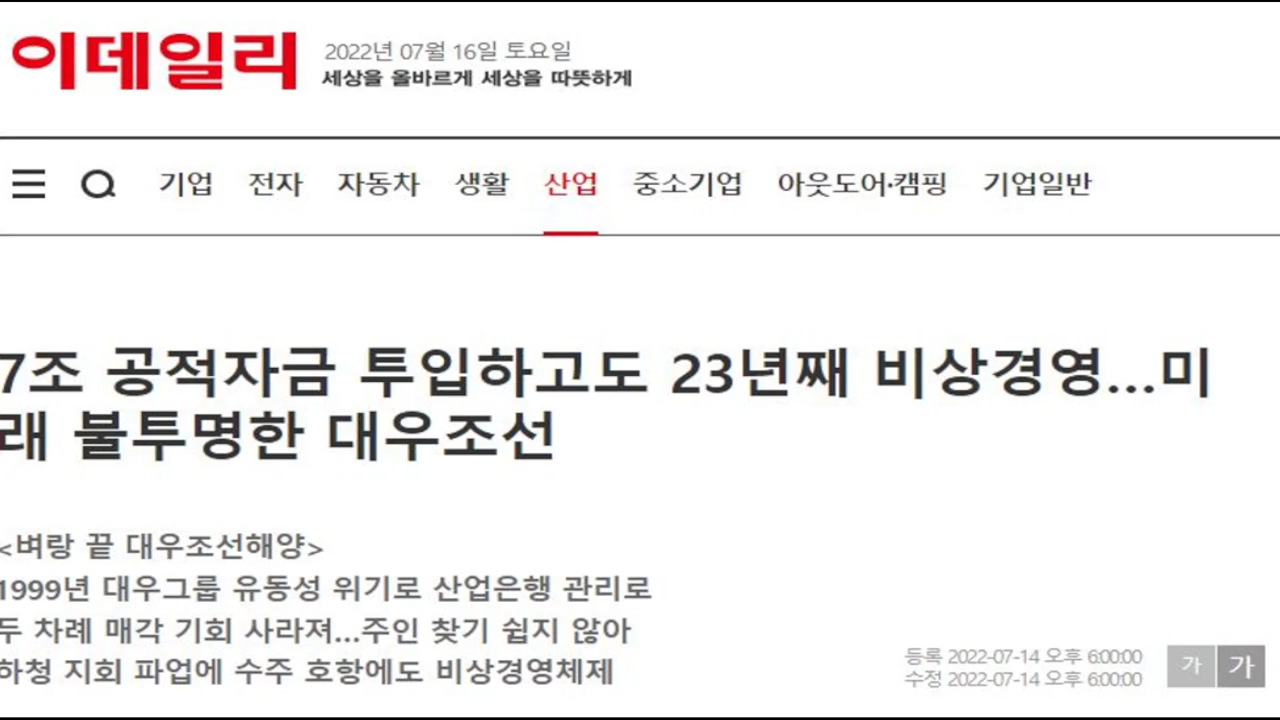 이데일리
2022년 07월 16일 토요일
세상을 올바르게 세상을 따뜻하게
기업 전자 자동차 생활 산업 중소기업 아웃도어·캠핑 기업일반
7조 공적자금 투입하고도 23년째 비상경영...미
래 불투명한 대우조선
<벼랑 끝 대우조선해양>
1999년 대우그룹 유동성 위기로 산업은행 관리로
두 차례 매각 기회 사라져...주인 찾기 쉽지 않아
하청 지회 파업에 수주 호황에도 비상경영체제
등록 2022-07-14 오후 6:00:00
수정 2022-07-14 오후 6:00:00
가 가